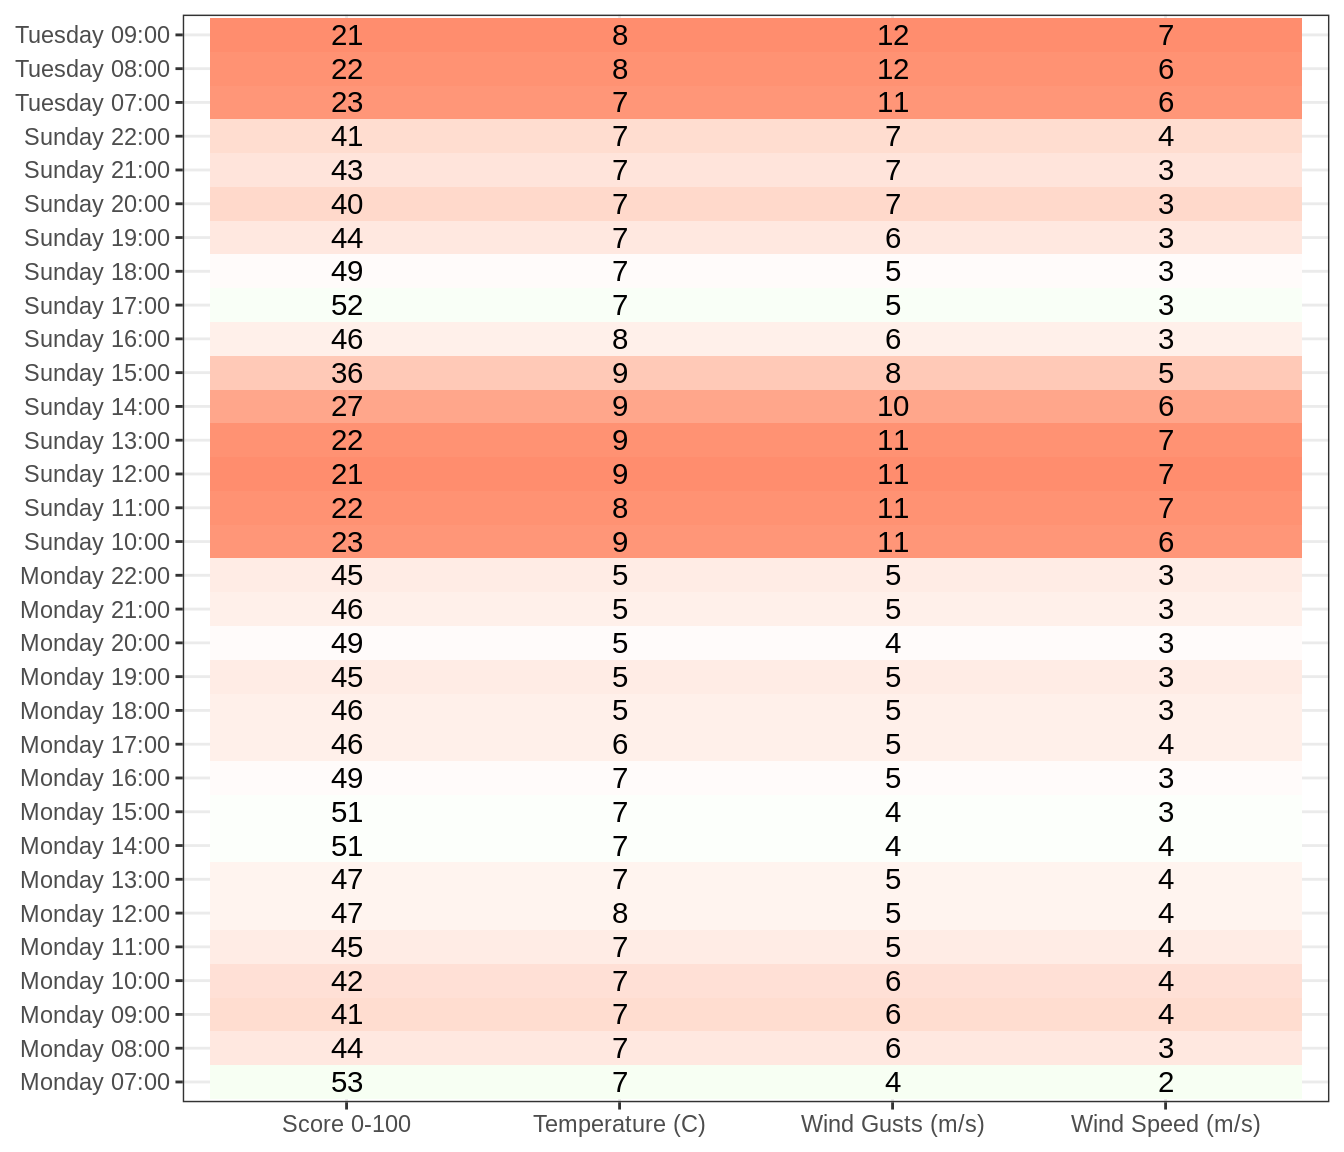 Tuesday 09:00 21 8 12 7
Tuesday 08:00 22 8 12 6
Tuesday 07:00 23 7 11 6
Sunday 22:00 41 7 7 4
Sunday 21:00 43 7 7 3
Sunday 20:00 40 7 7 3
Sunday 19:00 44 7 6 3
Sunday 18:00 49 7 5 3
Sunday 17:00 52 7 5 3
Sunday 16:00 46 8 6 3
Sunday 15:00 36 9 8 5
Sunday 14:00 27 9 10 6
Sunday 13:00 22 9 11 7
Sunday 12:00 21 9 11 7
Sunday 11:00 22 8 11 7
Sunday 10:00 23 9 11 6
Monday 22:00 45 5 5 3
Monday 21:00 46 5 5 3
Monday 20:00 49 5 4 3
Monday 19:00 45 5 5 3
Monday 18:00 46 5 5 3
Monday 17:00 46 6 5 4
Monday 16:00 49 7 5 3
Monday 15:00 51 7 4 3
Monday 14:00 51 7 4 4
Monday 13:00 47 7 5 4
Monday 12:00 47 8 5 4
Monday 11:00 45 7 5 4
Monday 10:00 42 7 6 4
Monday 09:00 41 7 6 4
Monday 08:00 44 7 6 3
Monday 07:00 53 7 4 2
Score 0-100 Temperature (C) Wind Gusts (m/s) Wind Speed (m/s)